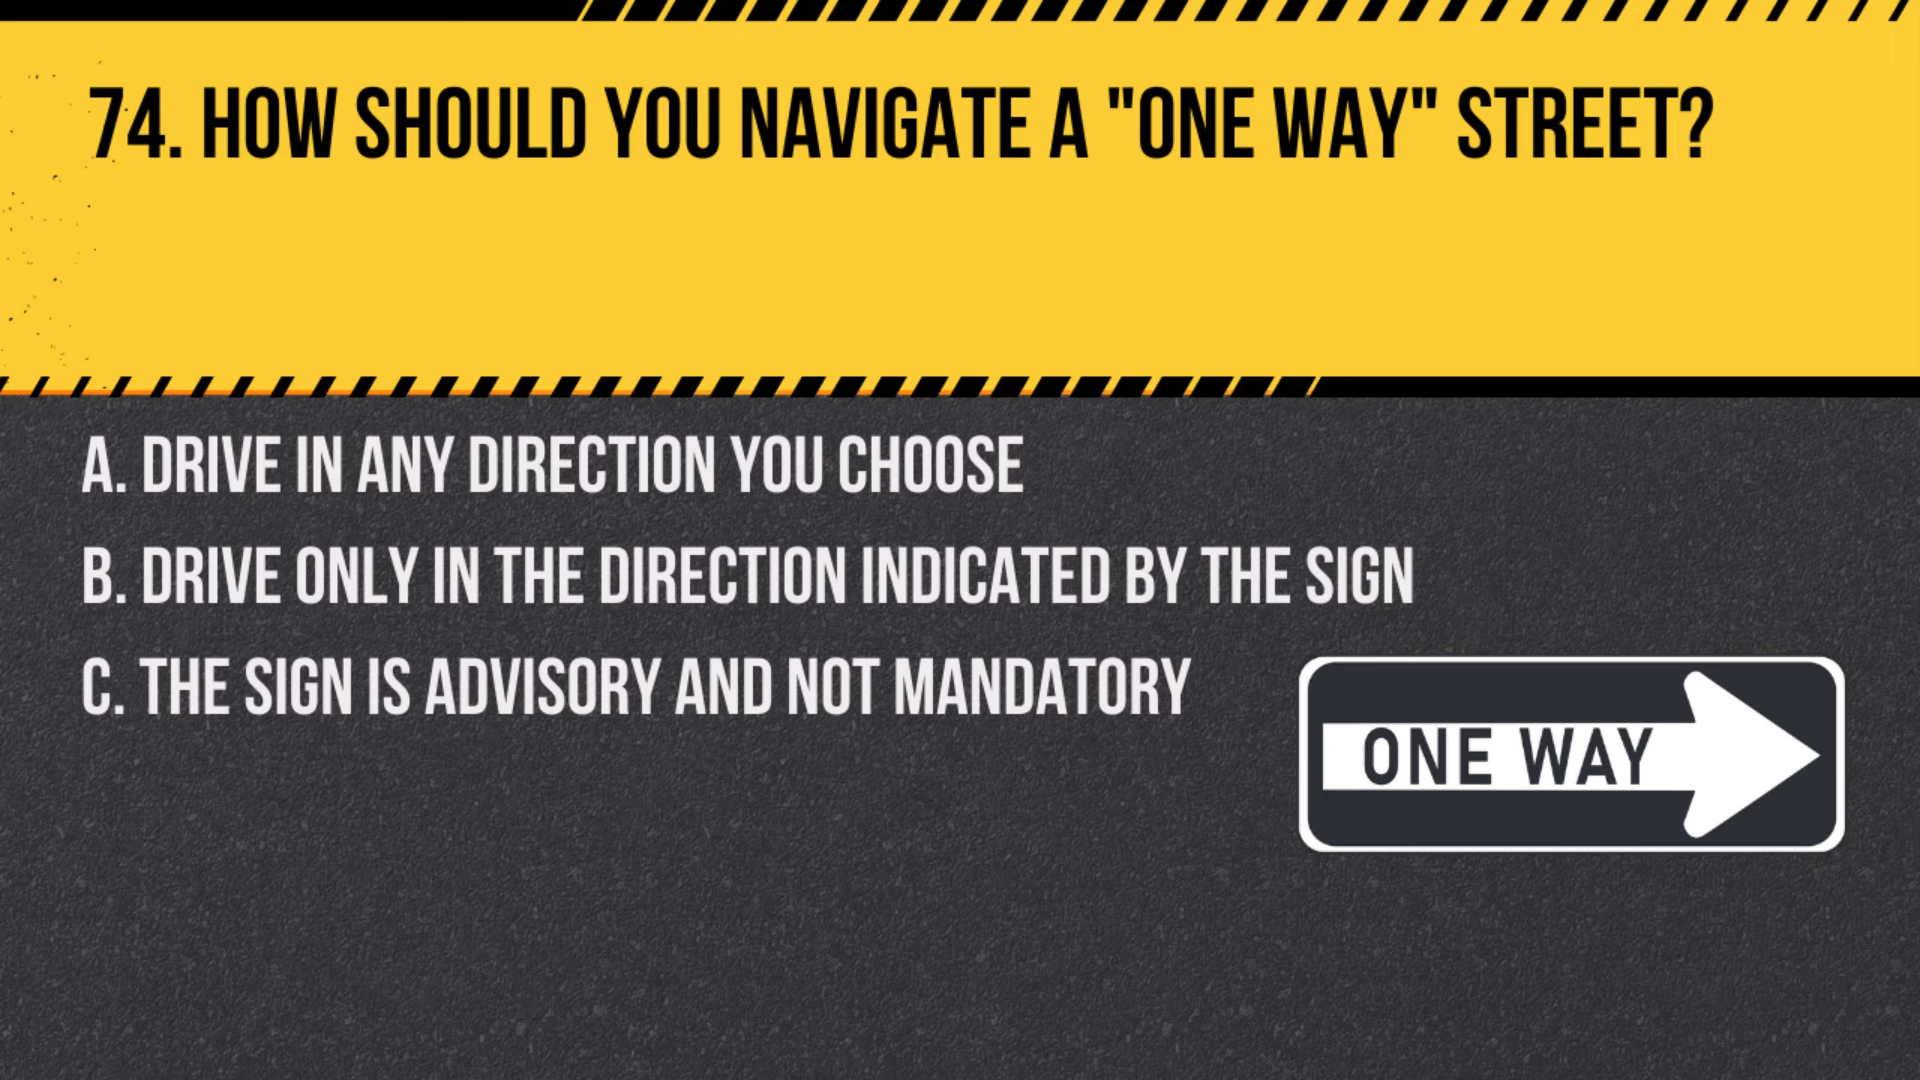 74. HOW SHOULD YOU NAVIGATE A "ONE WAY" STREET?
A. DRIVE IN ANY DIRECTION YOU CHOOSE
B. DRIVE ONLY IN THE DIRECTION INDICATED BY THE SIGN
C. THE SIGN IS ADVISORY AND NOT MANDATORY
ONE WAY